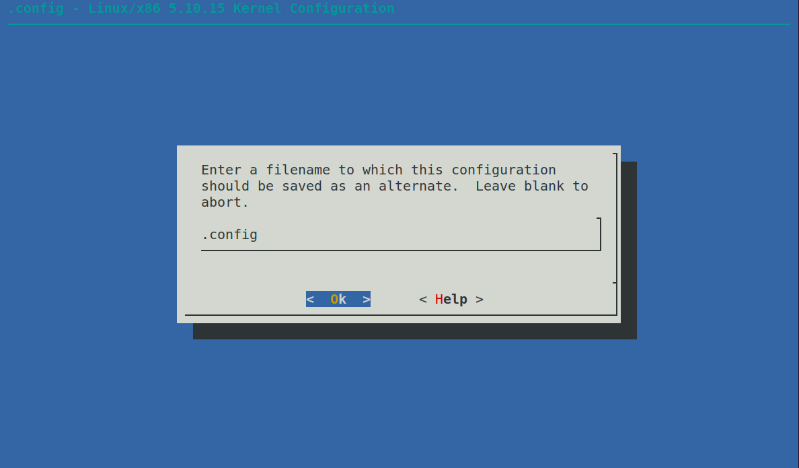 .config - Linux/x86 5.10.15 Kernel Configuration
Enter a filename to which this configuration
should be saved as an alternate.  Leave blank to
abort.
.config
<  Ok  >	< Help >